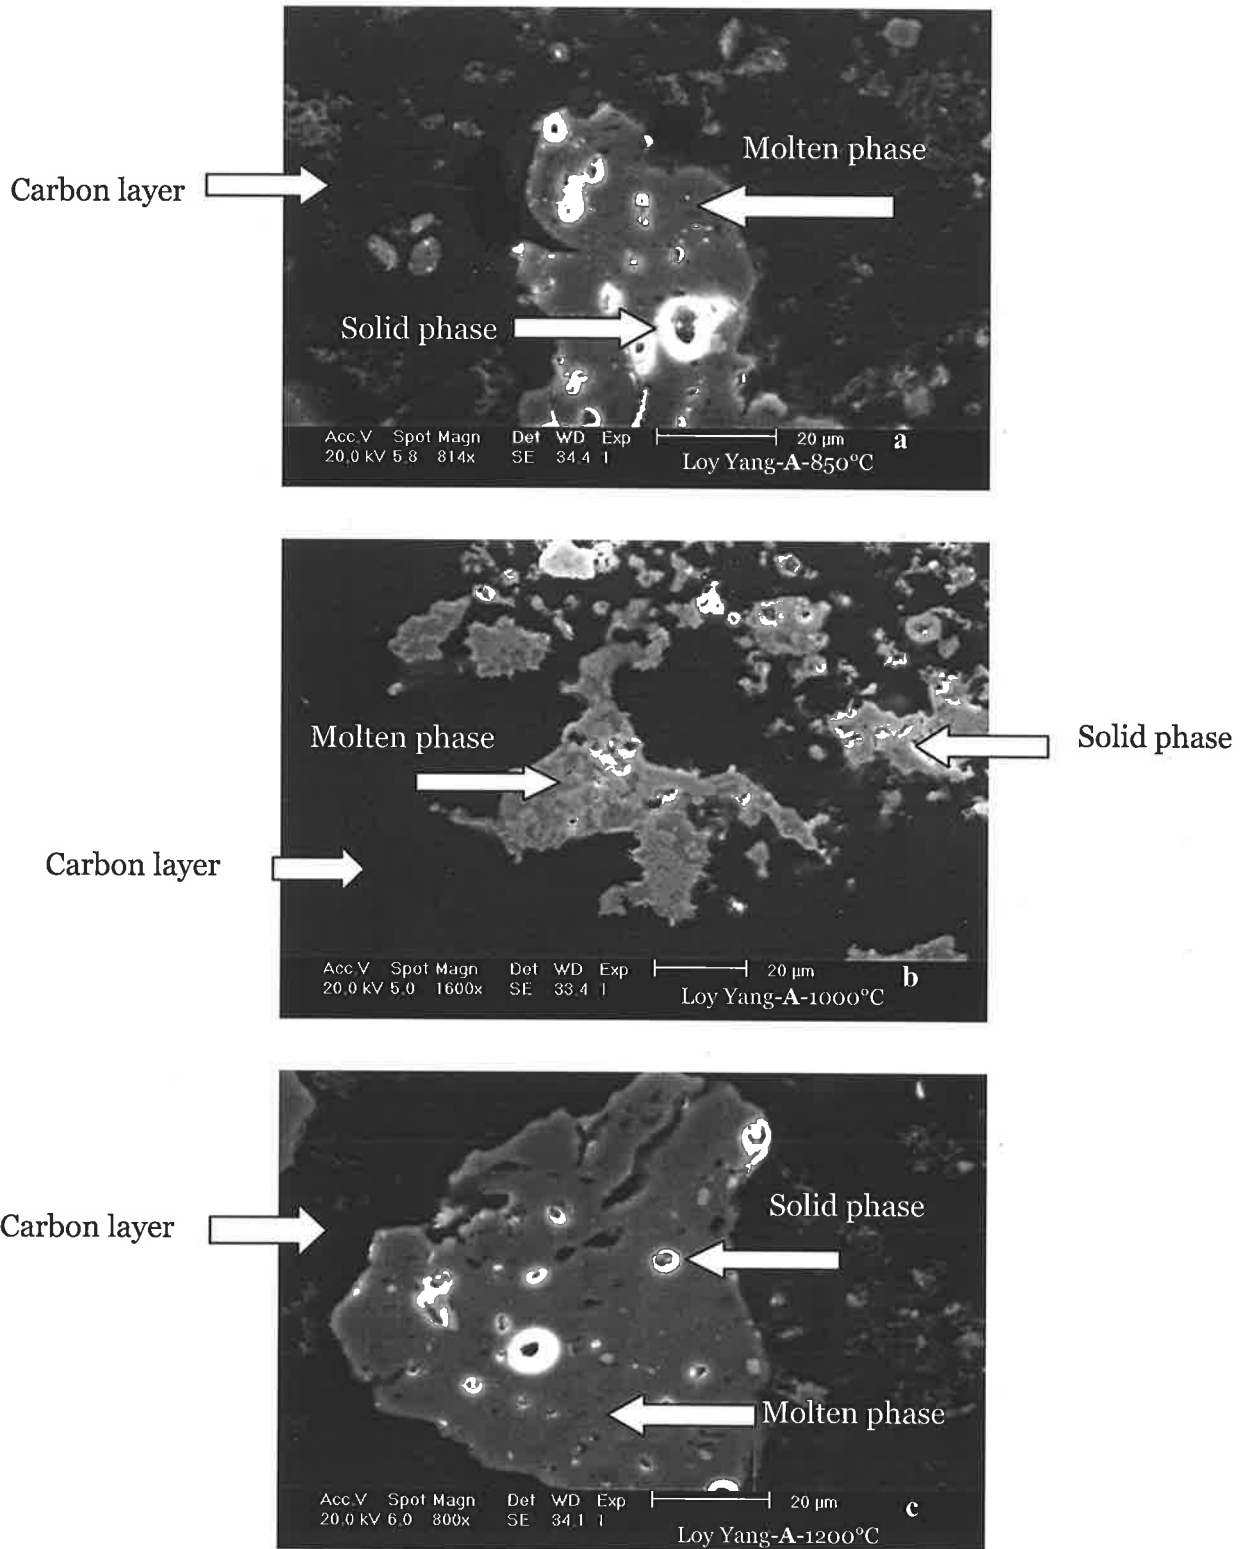 Molten phase
Carbon layer
Solid phase
Acc.V Spot Magn Det WD Exp 20 µm a
20.0 kV 5.8 814x SE 34.4 1 Loy Yang-A-850°C
Molten phase
Solid phase
Carbon layer
Acc.V Spot Magn Det WD Exp 20 µm b
20.0 kV 5.0 1600x SE 33.4 1 Loy Yang-A-1000°C
Solid phase
Carbon layer
Molten phase
Acc.V Spot Magn Det WD Exp 20 µm c
20.0 kV 6.0 800x SE 34.1 1 Loy Yang-A-1200°C